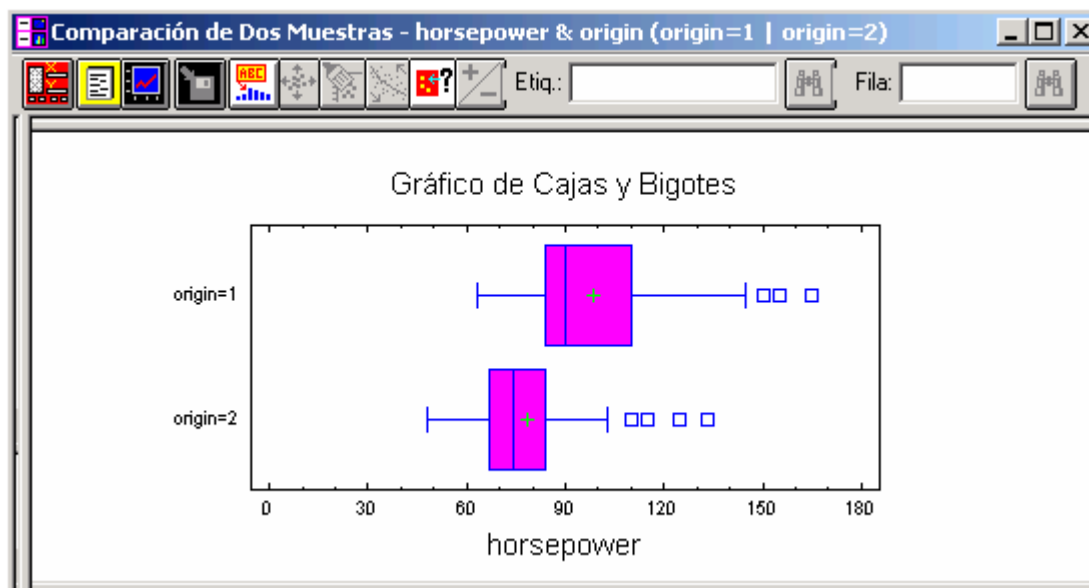 Comparación de Dos Muestras - horsepower & origin (origin=1 | origin=2)
ABC
Etiq.:
Fila:
Gráfico de Cajas y Bigotes
origin=1
origin=2
0 30 60 90 120 150 180
horsepower